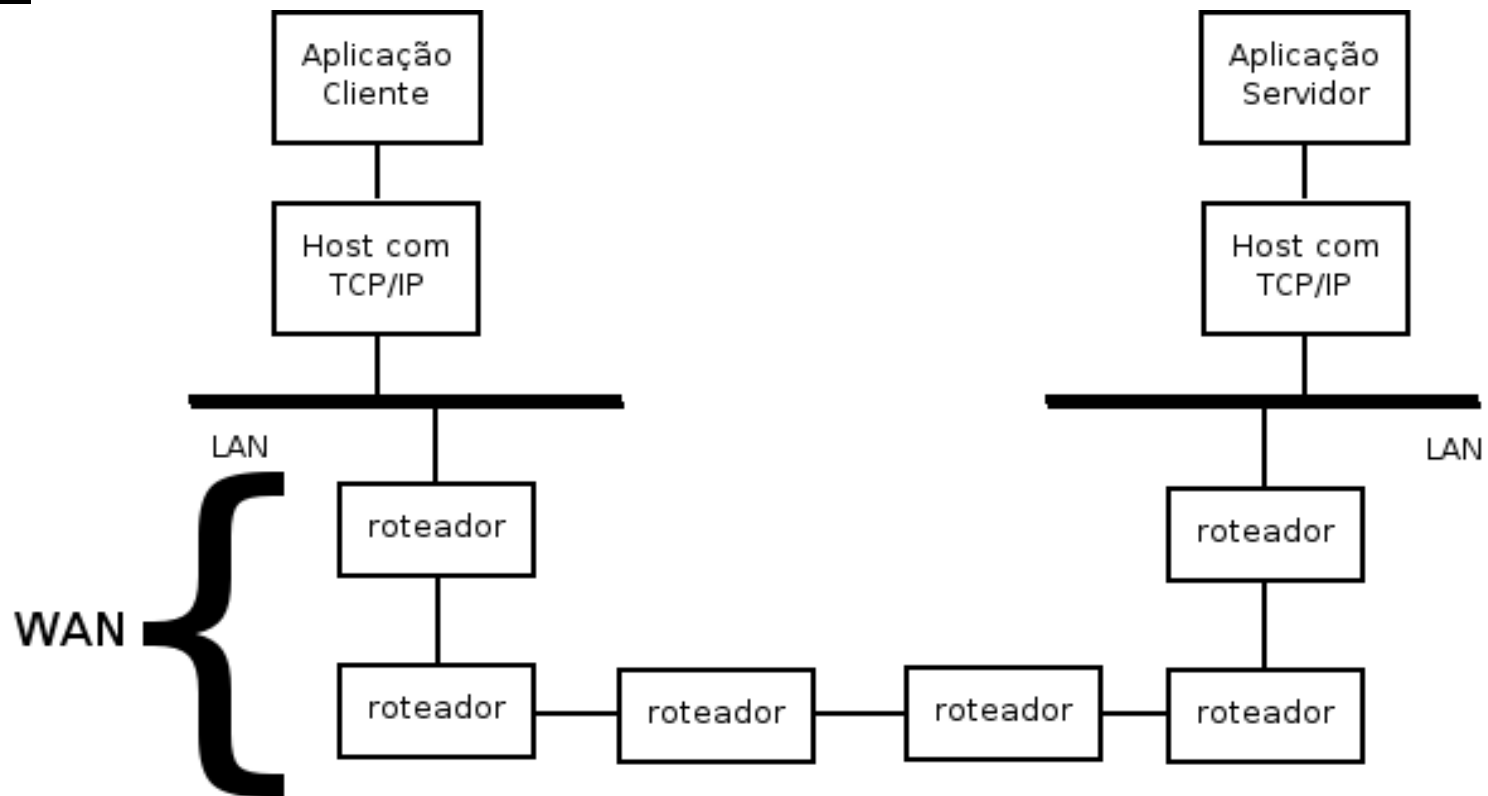 Aplicação
Cliente
Aplicação
Servidor
Host com
TCP/IP
Host com
TCP/IP
LAN
LAN
roteador
roteador
WAN
roteador
roteador
roteador
roteador